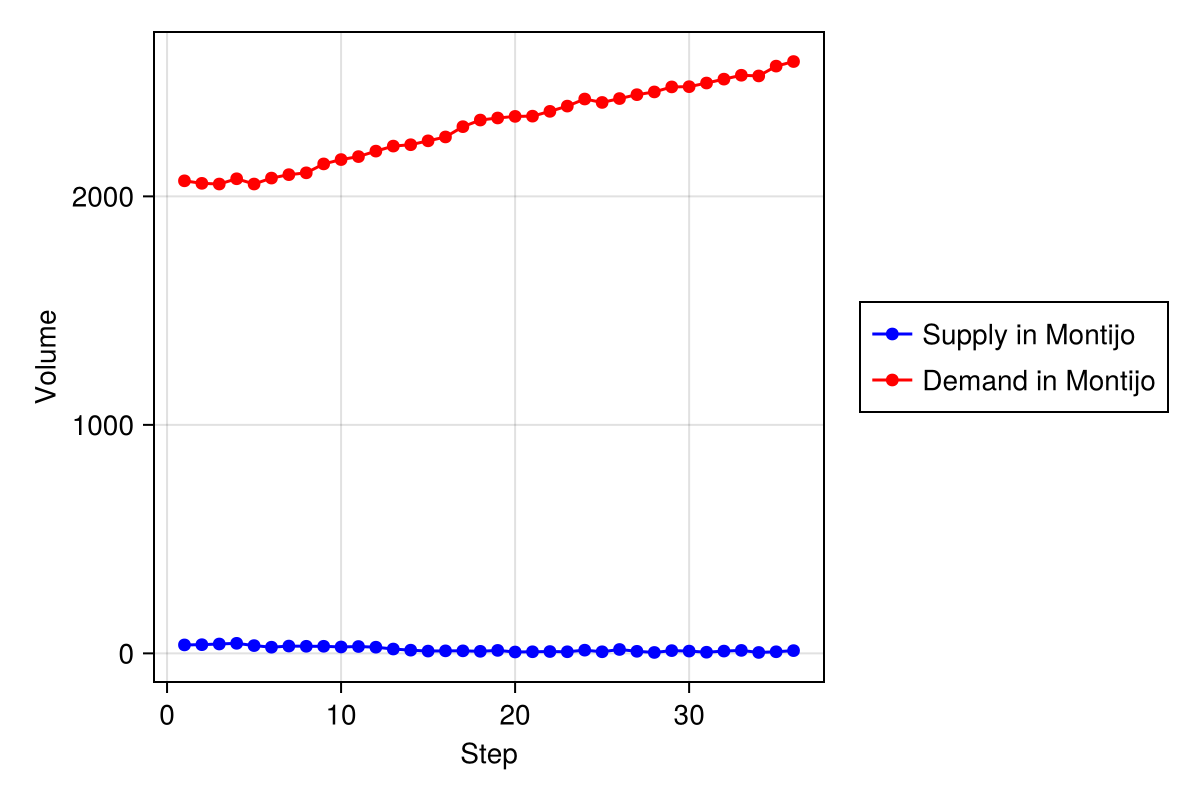 Volume
2000
1000
0
0 10 20 30
Step
Supply in Montijo
Demand in Montijo